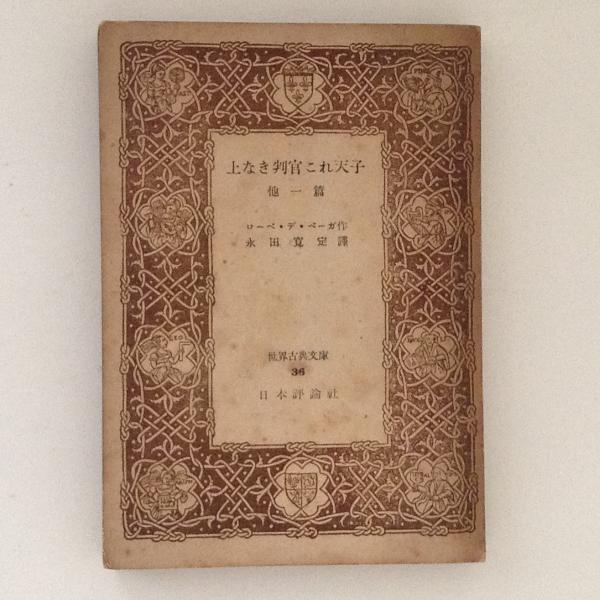 上なき判官これ天子
他一篇
ローペ・デ・ベーガ作
永田寛定譯
世界古典文庫
36
日本評論社